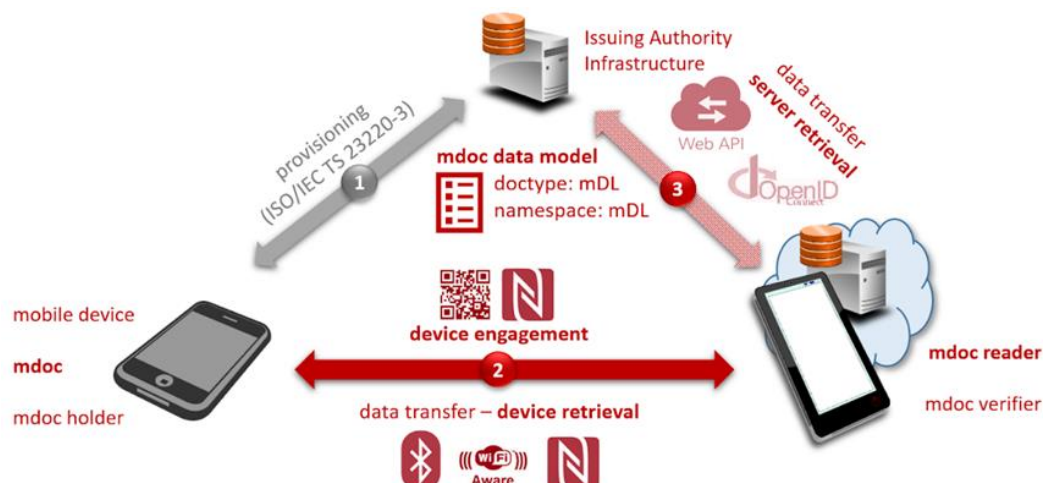 Issuing Authority
Infrastructure
data transfer
server retrieval
Web API
OpenID
Connect
provisioning
(ISO/IEC TS 23220-3)
1
mdoc data model
doctype: mDL
namespace: mDL
3
mobile device
mdoc
mdoc holder
device engagement
2
data transfer – device retrieval
WiFi
Aware
mdoc reader
mdoc verifier